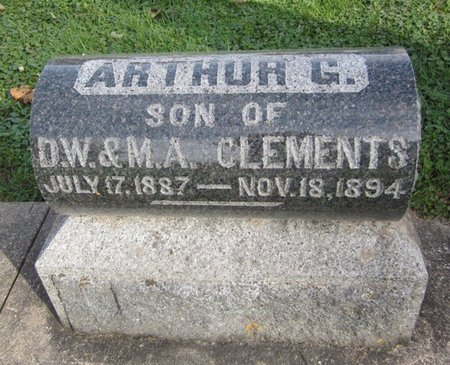 ARTHUR C.
SON OF
D.W. & M.A. CLEMENTS
JULY 17, 1887 — NOV. 18, 1894